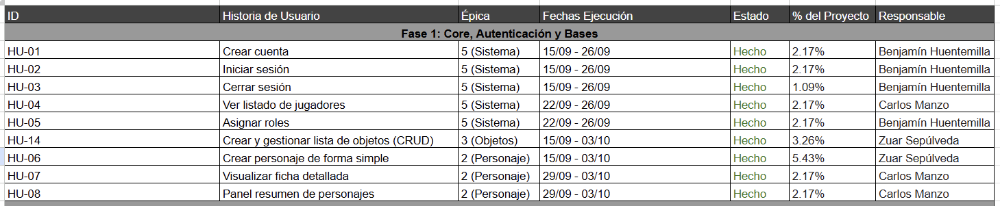 ID Historia de Usuario Épica Fechas Ejecución Estado % del Proyecto Responsable
Fase 1: Core, Autenticación y Bases
HU-01 Crear cuenta 5 (Sistema) 15/09 - 26/09 Hecho 2.17% Benjamín Huentemilla
HU-02 Iniciar sesión 5 (Sistema) 15/09 - 26/09 Hecho 2.17% Benjamín Huentemilla
HU-03 Cerrar sesión 5 (Sistema) 15/09 - 26/09 Hecho 1.09% Benjamín Huentemilla
HU-04 Ver listado de jugadores 5 (Sistema) 22/09 - 26/09 Hecho 2.17% Carlos Manzo
HU-05 Asignar roles 5 (Sistema) 22/09 - 26/09 Hecho 2.17% Benjamín Huentemilla
HU-14 Crear y gestionar lista de objetos (CRUD) 3 (Objetos) 15/09 - 03/10 Hecho 3.26% Zuar Sepúlveda
HU-06 Crear personaje de forma simple 2 (Personaje) 15/09 - 03/10 Hecho 5.43% Zuar Sepúlveda
HU-07 Visualizar ficha detallada 2 (Personaje) 29/09 - 03/10 Hecho 2.17% Carlos Manzo
HU-08 Panel resumen de personajes 2 (Personaje) 29/09 - 03/10 Hecho 2.17% Carlos Manzo